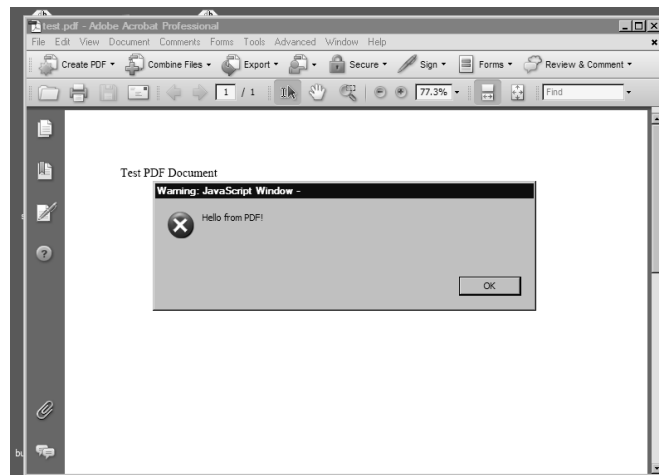 test.pdf - Adobe Acrobat Professional
File Edit View Document Comments Forms Tools Advanced Window Help
Create PDF Combine Files Export Secure Sign Forms Review & Comment
1 / 1 77.3% Find
Test PDF Document
Warning: JavaScript Window -
Hello from PDF!
OK